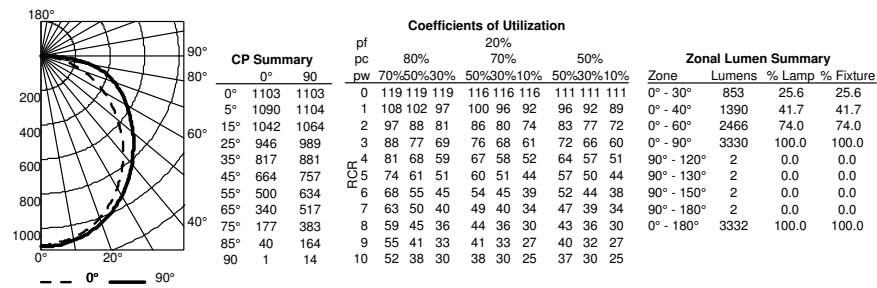 180°
90°
80°
200
400
60°
600
800
40°
1000
0° 20°
0° 90°
CP Summary
0° 90
0° 1103 1103
5° 1090 1104
15° 1042 1064
25° 946 989
35° 817 881
45° 664 757
55° 500 634
65° 340 517
75° 177 383
85° 40 164
90 1 14
Coefficients of Utilization
pf 20%
pc 80% 70% 50%
pw 70%50%30% 50%30%10% 50%30%10%
RCR
0 119 119 119 116 116 116 111 111 111
1 108 102 97 100 96 92 96 92 89
2 97 88 81 86 80 74 83 77 72
3 88 77 69 76 68 61 72 66 60
4 81 68 59 67 58 52 64 57 51
5 74 61 51 60 51 44 57 50 44
6 68 55 45 54 45 39 52 44 38
7 63 50 40 49 40 34 47 39 34
8 59 45 36 44 36 30 43 36 30
9 55 41 33 41 33 27 40 32 27
10 52 38 30 38 30 25 37 30 25
Zonal Lumen Summary
Zone Lumens % Lamp % Fixture
0° - 30° 853 25.6 25.6
0° - 40° 1390 41.7 41.7
0° - 60° 2466 74.0 74.0
0° - 90° 3330 100.0 100.0
90° - 120° 2 0.0 0.0
90° - 130° 2 0.0 0.0
90° - 150° 2 0.0 0.0
90° - 180° 2 0.0 0.0
0° - 180° 3332 100.0 100.0